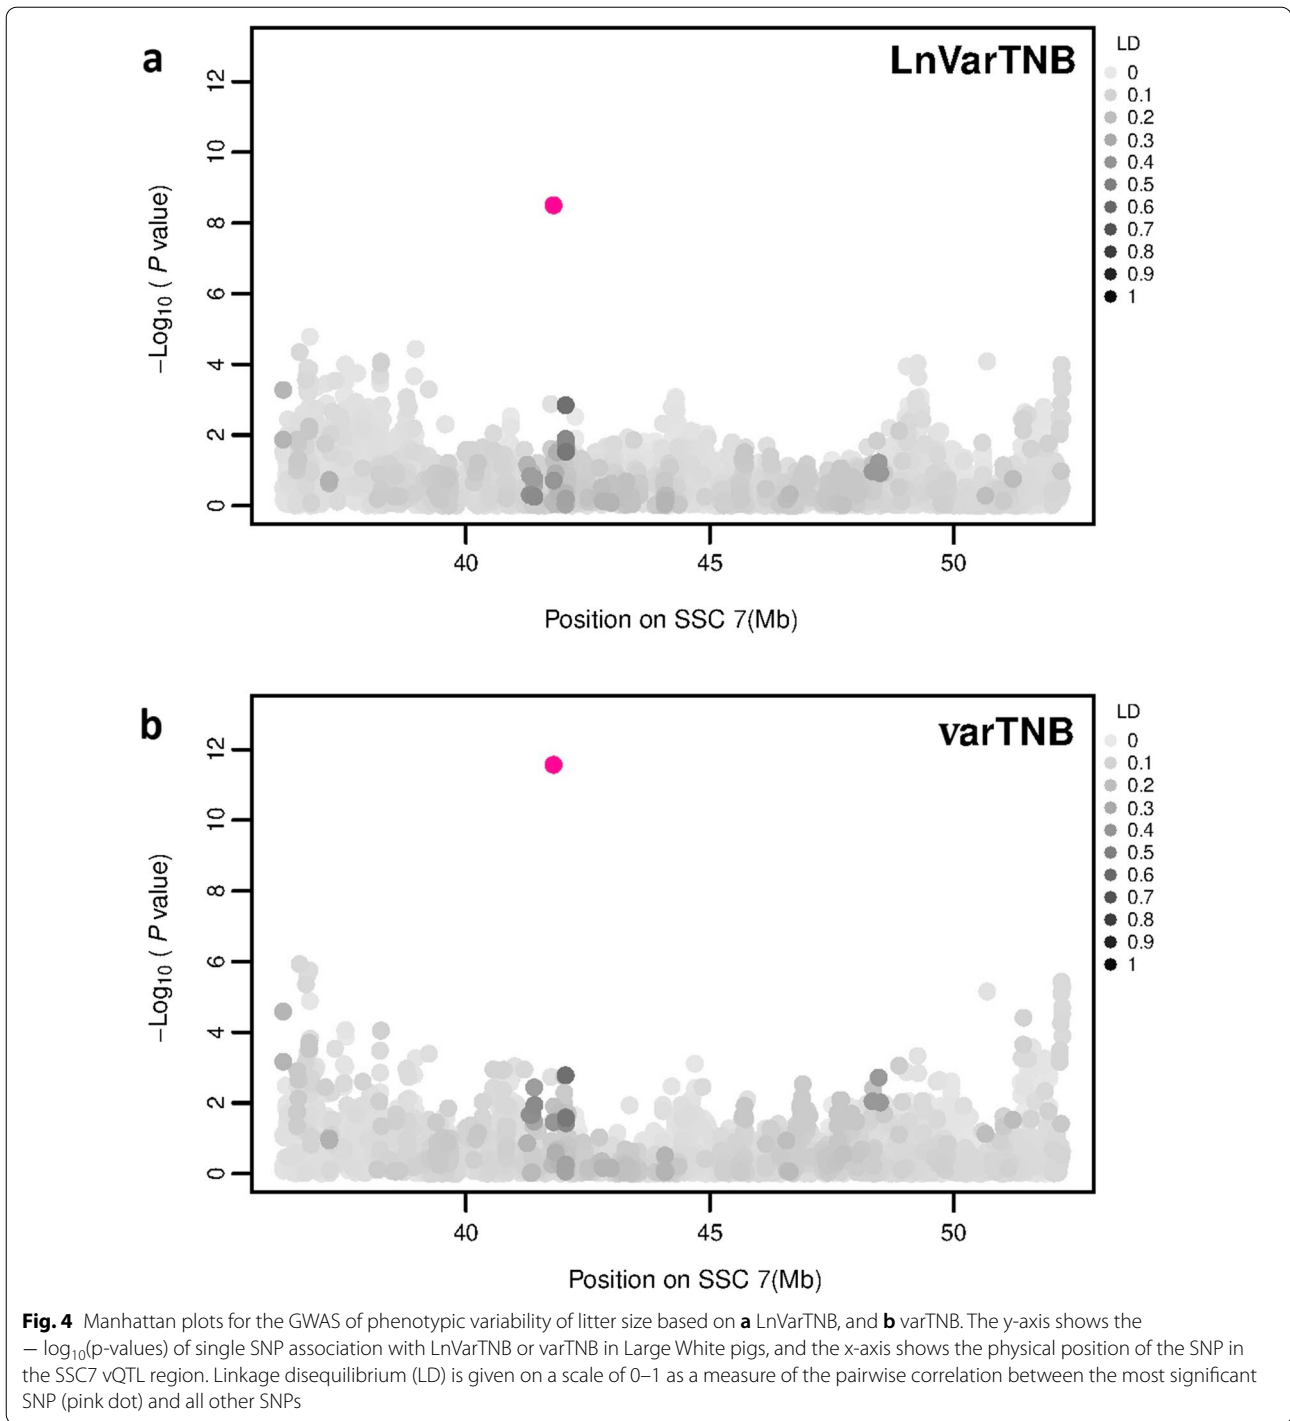 a
LnVarTNB
LD
0
0.1
0.2
0.3
0.4
0.5
0.6
0.7
0.8
0.9
1
12
10
8
6
4
2
0
−Log10 ( P value)
40 45 50
Position on SSC 7(Mb)
b
varTNB
LD
0
0.1
0.2
0.3
0.4
0.5
0.6
0.7
0.8
0.9
1
12
10
8
6
4
2
0
−Log10 ( P value)
40 45 50
Position on SSC 7(Mb)
Fig. 4 Manhattan plots for the GWAS of phenotypic variability of litter size based on a LnVarTNB, and b varTNB. The y-axis shows the
− log10(p-values) of single SNP association with LnVarTNB or varTNB in Large White pigs, and the x-axis shows the physical position of the SNP in
the SSC7 vQTL region. Linkage disequilibrium (LD) is given on a scale of 0–1 as a measure of the pairwise correlation between the most significant
SNP (pink dot) and all other SNPs